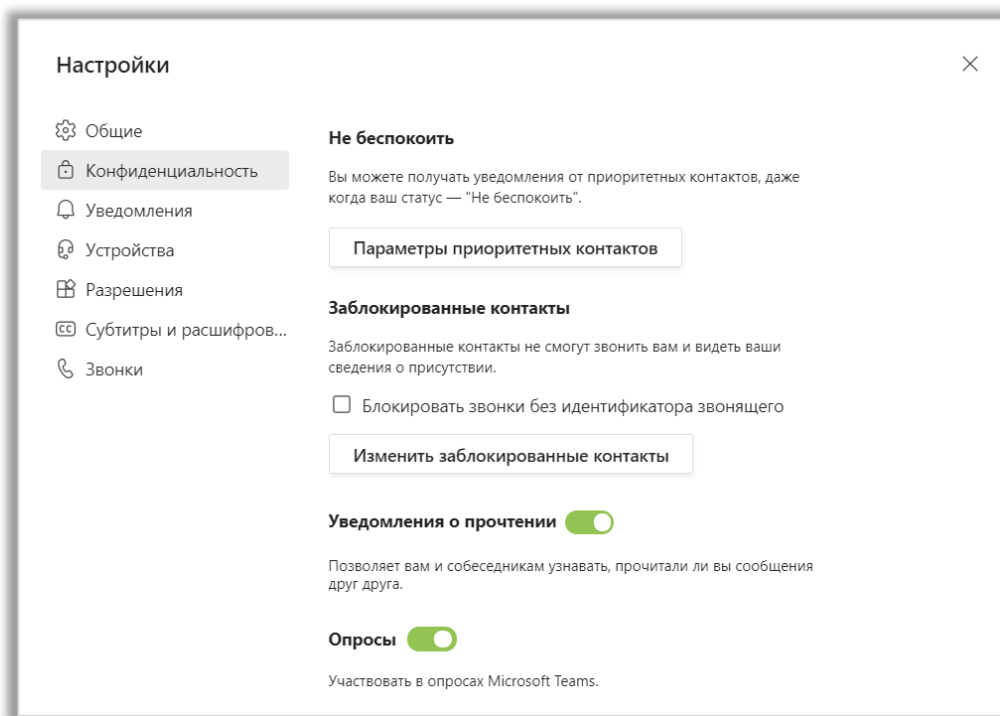 Настройки
Общие
Конфиденциальность
Уведомления
Устройства
Разрешения
CC Субтитры и расшифров...
Звонки
Не беспокоить
Вы можете получать уведомления от приоритетных контактов, даже
когда ваш статус — "Не беспокоить".
Параметры приоритетных контактов
Заблокированные контакты
Заблокированные контакты не смогут звонить вам и видеть ваши
сведения о присутствии.
Блокировать звонки без идентификатора звонящего
Изменить заблокированные контакты
Уведомления о прочтении
Позволяет вам и собеседникам узнавать, прочитали ли вы сообщения
друг друга.
Опросы
Участвовать в опросах Microsoft Teams.